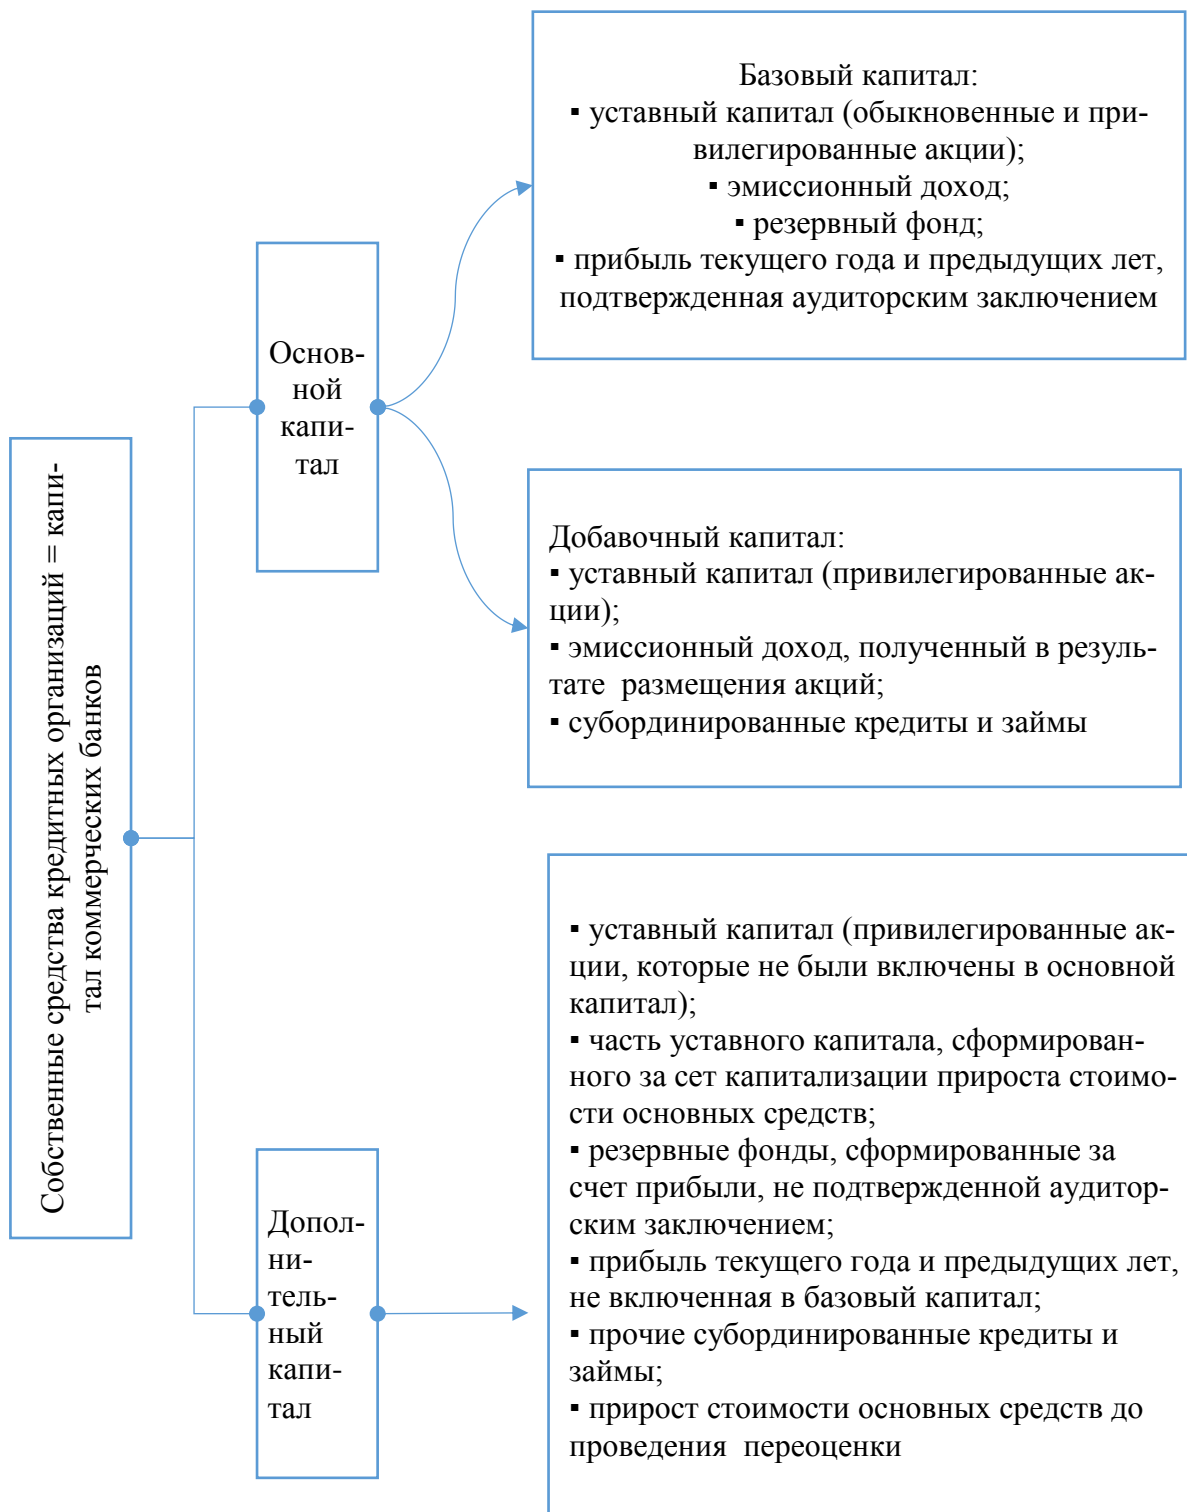 Собственные средства кредитных организаций = капи-
тал коммерческих банков
Основ-
ной
капи-
тал
Базовый капитал:
▪ уставный капитал (обыкновенные и при-
вилегированные акции);
▪ эмиссионный доход;
▪ резервный фонд;
▪ прибыль текущего года и предыдущих лет,
подтвержденная аудиторским заключением
Добавочный капитал:
▪ уставный капитал (привилегированные ак-
ции);
▪ эмиссионный доход, полученный в резуль-
тате размещения акций;
▪ субординированные кредиты и займы
Допол-
ни-
тель-
ный
капи-
тал
▪ уставный капитал (привилегированные ак-
ции, которые не были включены в основной
капитал);
▪ часть уставного капитала, сформирован-
ного за сет капитализации прироста стоимо-
сти основных средств;
▪ резервные фонды, сформированные за
счет прибыли, не подтвержденной аудитор-
ским заключением;
▪ прибыль текущего года и предыдущих лет,
не включенная в базовый капитал;
▪ прочие субординированные кредиты и
займы;
▪ прирост стоимости основных средств до
проведения переоценки